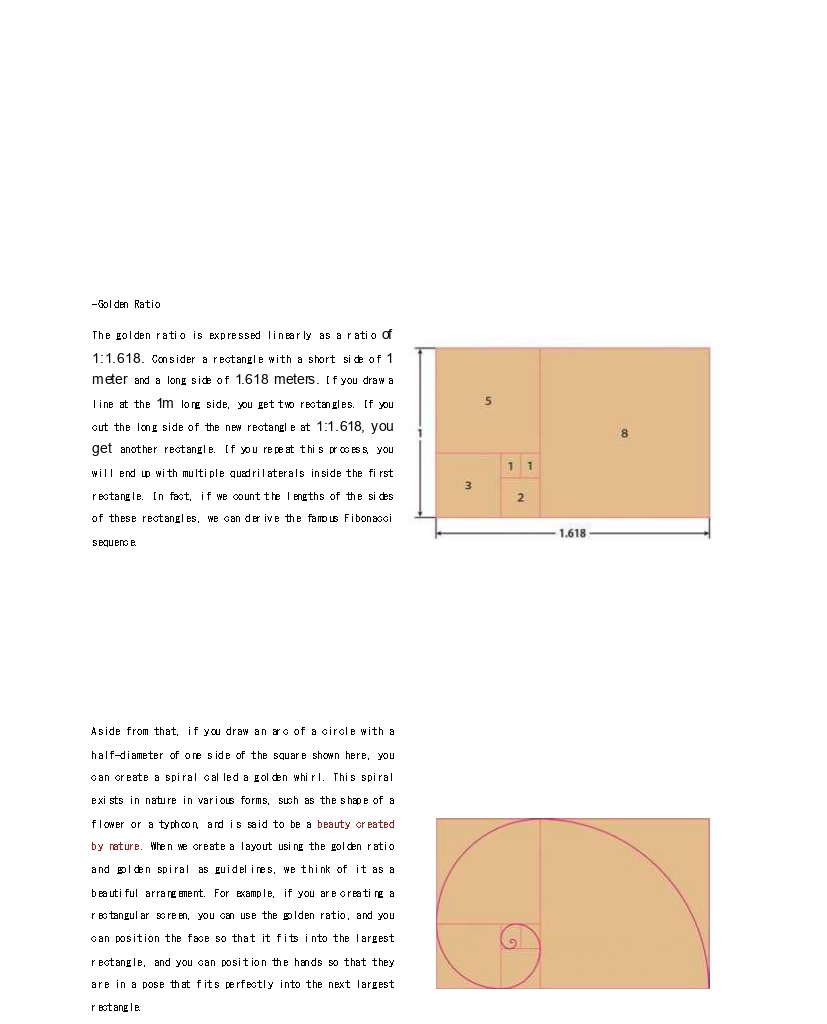 -Golden Ratio
The golden ratio is expressed linearly as a ratio of
1:1.618. Consider a rectangle with a short side of 1
meter and a long side of 1.618 meters. If you draw a
line at the 1m long side, you get two rectangles. If you
cut the long side of the new rectangle at 1:1.618, you
get another rectangle. If you repeat this process, you
will end up with multiple quadrilaterals inside the first
rectangle. In fact, if we count the lengths of the sides
of these rectangles, we can derive the famous Fibonacci
sequence.
5
8
1
1 1
3
2
1.618
Aside from that, if you draw an arc of a circle with a
half-diameter of one side of the square shown here, you
can create a spiral called a golden whirl. This spiral
exists in nature in various forms, such as the shape of a
flower or a typhoon, and is said to be a beauty created
by nature. When we create a layout using the golden ratio
and golden spiral as guidelines, we think of it as a
beautiful arrangement. For example, if you are creating a
rectangular screen, you can use the golden ratio, and you
can position the face so that it fits into the largest
rectangle, and you can position the hands so that they
are in a pose that fits perfectly into the next largest
rectangle.